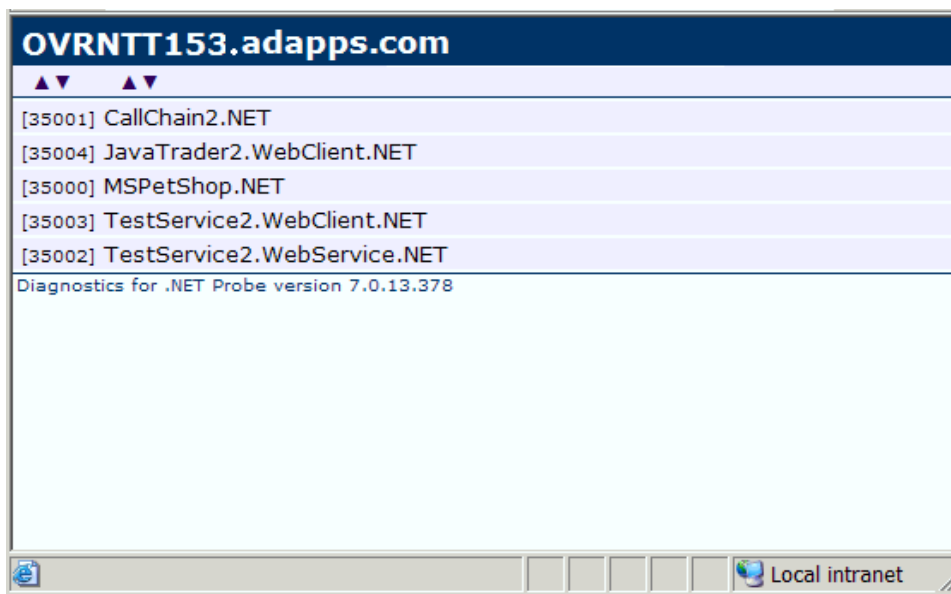 OVRNTT153.adapps.com
▲▼ ▲▼
[35001] CallChain2.NET
[35004] JavaTrader2.WebClient.NET
[35000] MSPetShop.NET
[35003] TestService2.WebClient.NET
[35002] TestService2.WebService.NET
Diagnostics for .NET Probe version 7.0.13.378
Local intranet